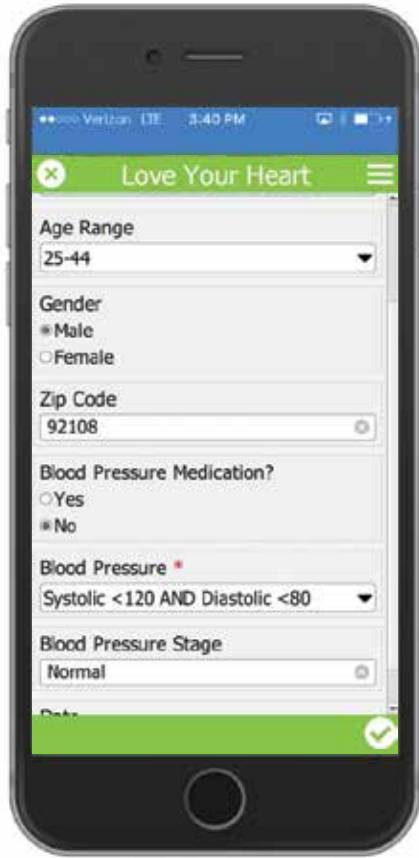 Verizon LTE 3:40 PM
Love Your Heart
Age Range
25-44
Gender
Male
Female
Zip Code
92108
Blood Pressure Medication?
Yes
No
Blood Pressure *
Systolic <120 AND Diastolic <80
Blood Pressure Stage
Normal